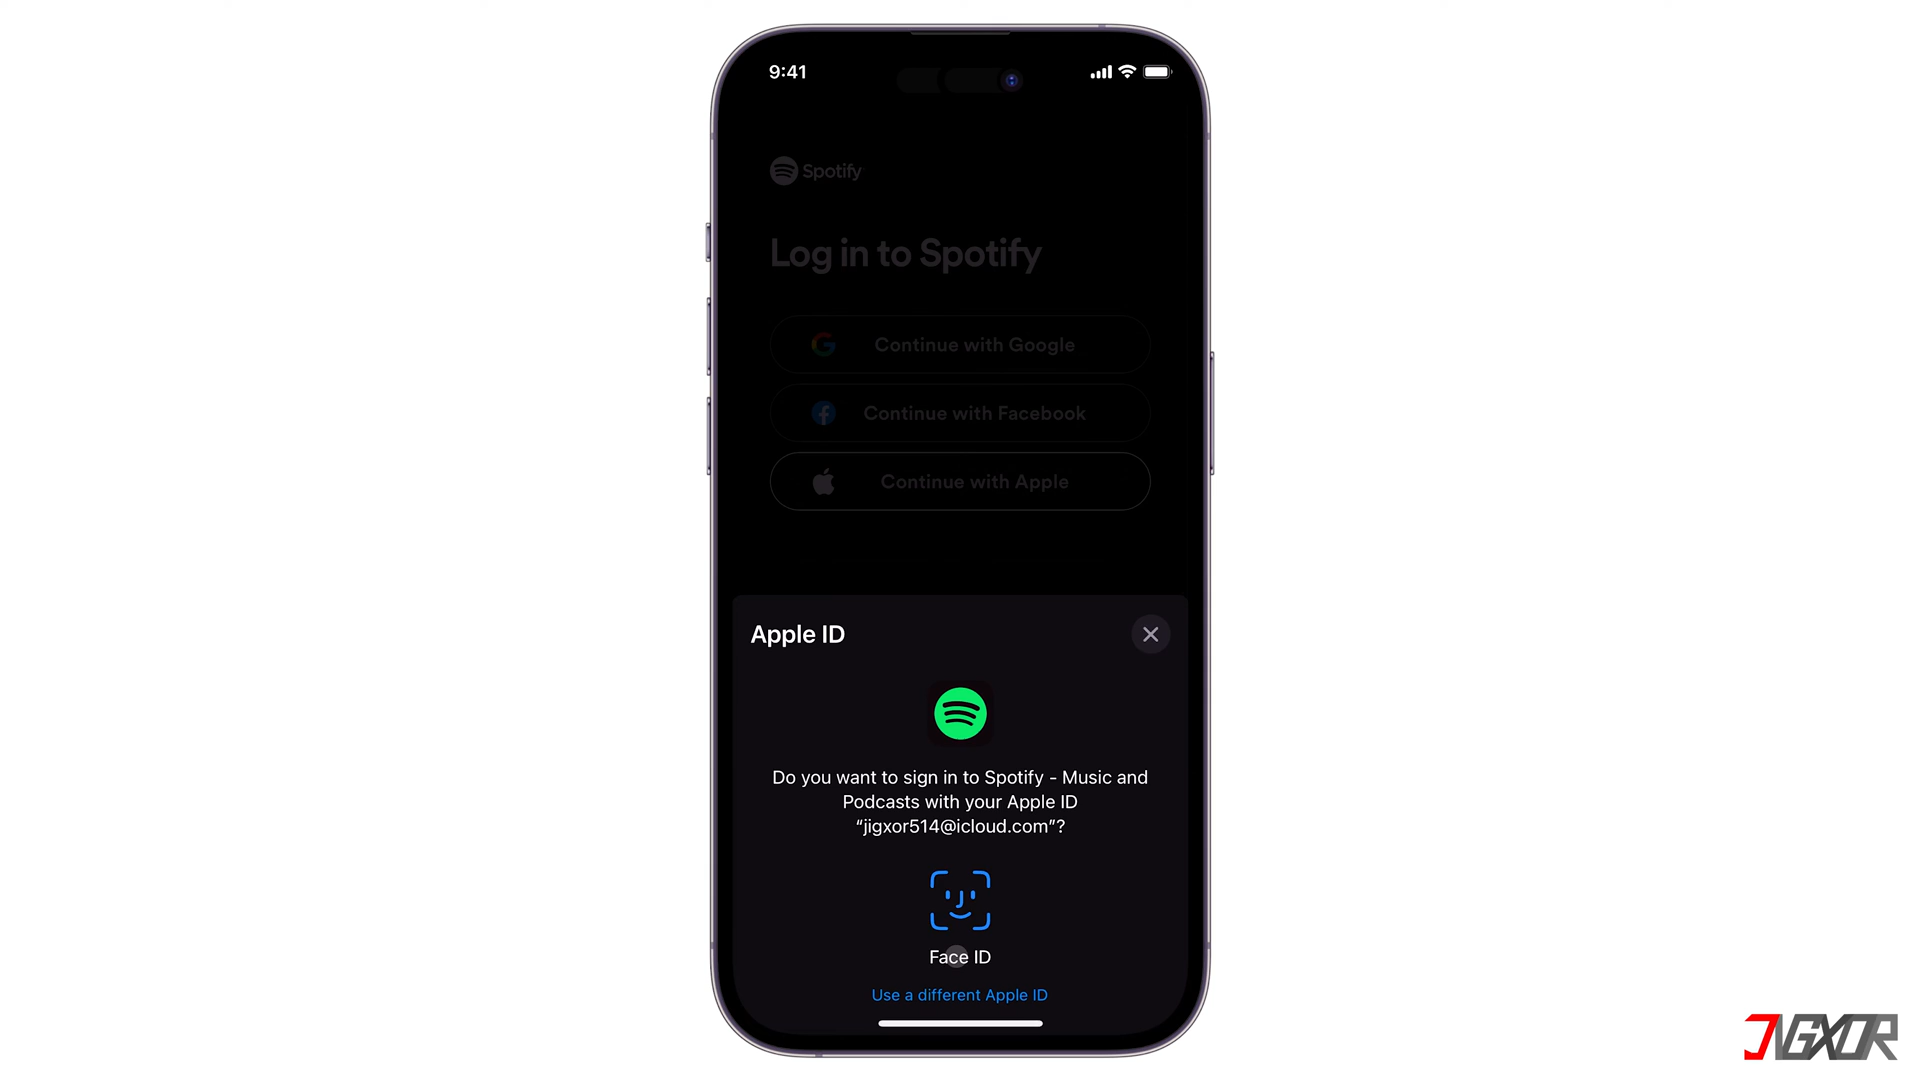 9:41
Spotify
Log in to Spotify
Continue with Google
Continue with Facebook
Continue with Apple
Apple ID
Do you want to sign in to Spotify - Music and
Podcasts with your Apple ID
“jigxor514@icloud.com”?
Face ID
Use a different Apple ID
JIGXOR